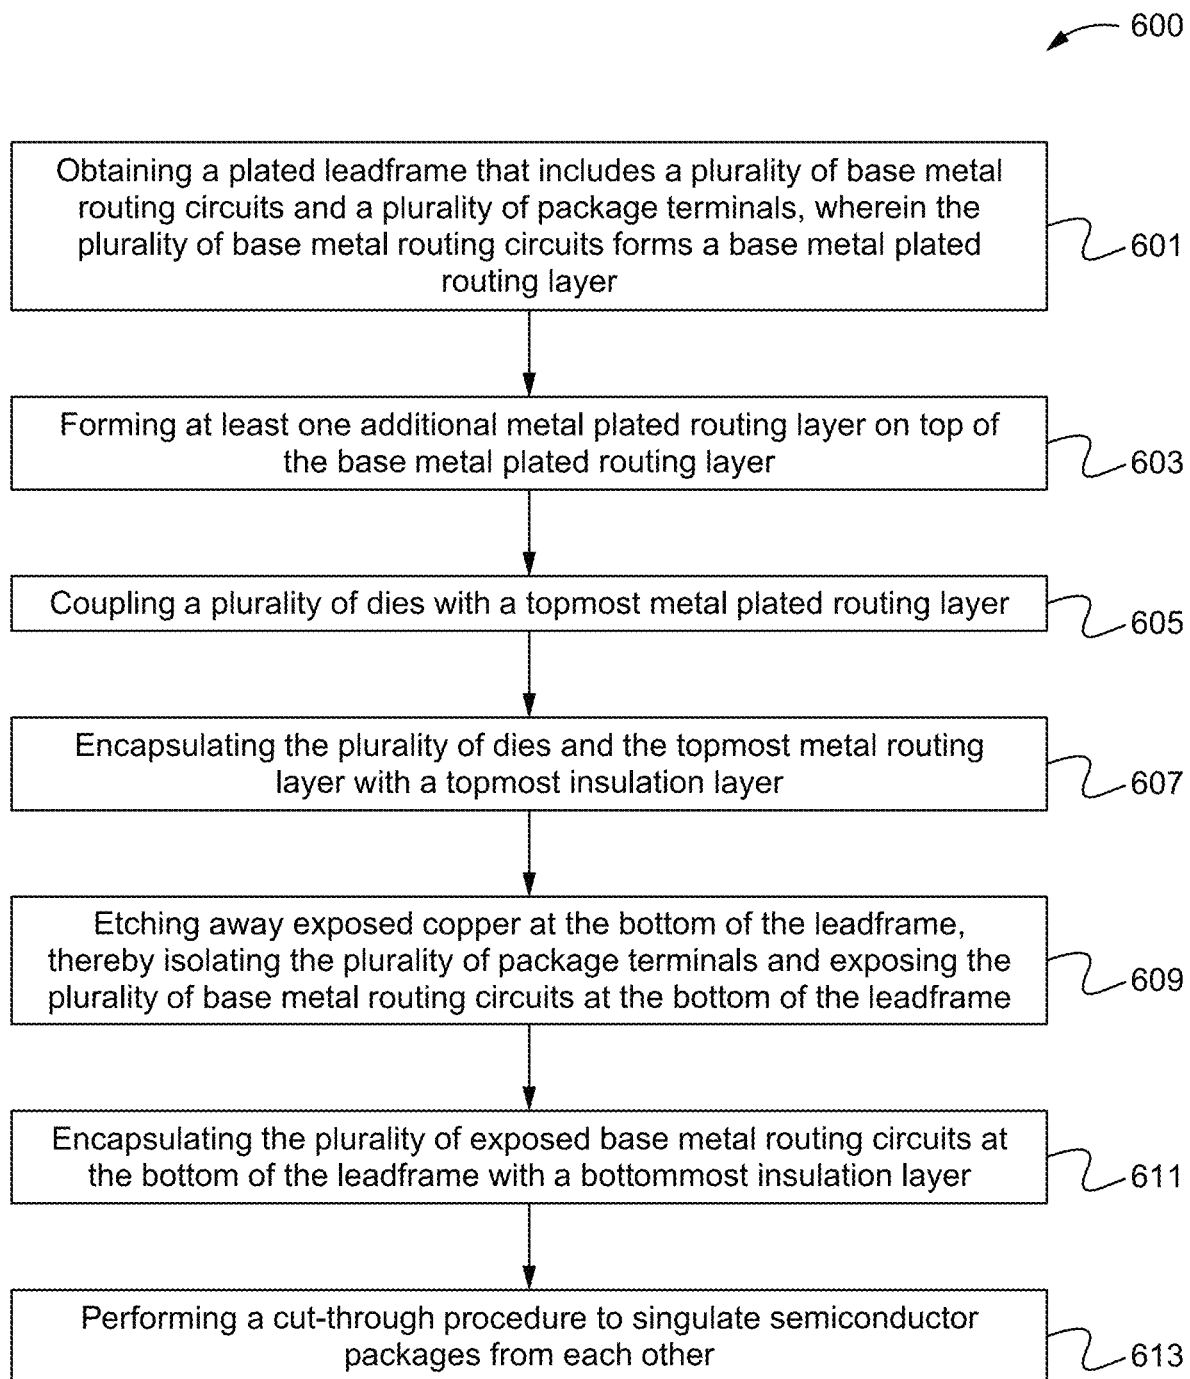 600
Obtaining a plated leadframe that includes a plurality of base metal
routing circuits and a plurality of package terminals, wherein the
plurality of base metal routing circuits forms a base metal plated
routing layer
601
Forming at least one additional metal plated routing layer on top of
the base metal plated routing layer
603
Coupling a plurality of dies with a topmost metal plated routing layer
605
Encapsulating the plurality of dies and the topmost metal routing
layer with a topmost insulation layer
607
Etching away exposed copper at the bottom of the leadframe,
thereby isolating the plurality of package terminals and exposing the
plurality of base metal routing circuits at the bottom of the leadframe
609
Encapsulating the plurality of exposed base metal routing circuits at
the bottom of the leadframe with a bottommost insulation layer
611
Performing a cut-through procedure to singulate semiconductor
packages from each other
613